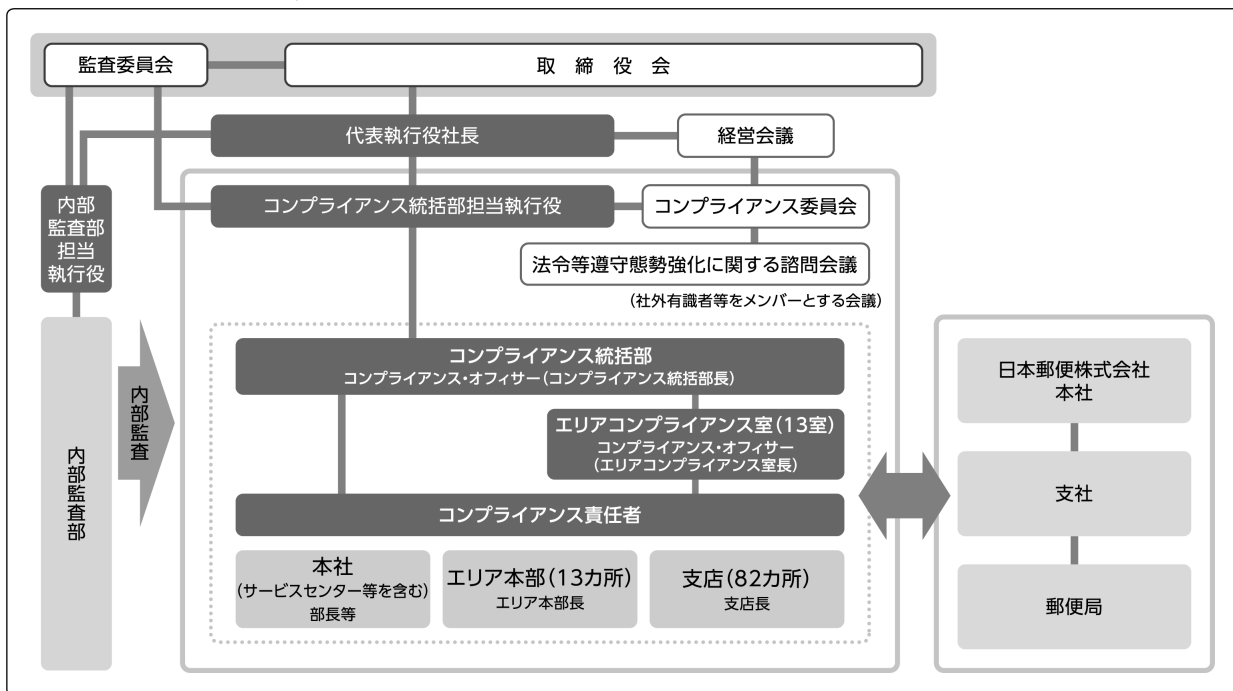 監査委員会
取締役会
代表執行役社長
経営会議
内部
監査部
担当
執行役
コンプライアンス統括部担当執行役
コンプライアンス委員会
法令等遵守態勢強化に関する諮問会議
(社外有識者等をメンバーとする会議)
内部監査部
内部監査
コンプライアンス統括部
コンプライアンス・オフィサー(コンプライアンス統括部長)
エリアコンプライアンス室(13室)
コンプライアンス・オフィサー
(エリアコンプライアンス室長)
コンプライアンス責任者
本社
(サービスセンター等を含む)
部長等
エリア本部(13カ所)
エリア本部長
支店(82カ所)
支店長
日本郵便株式会社
本社
支社
郵便局